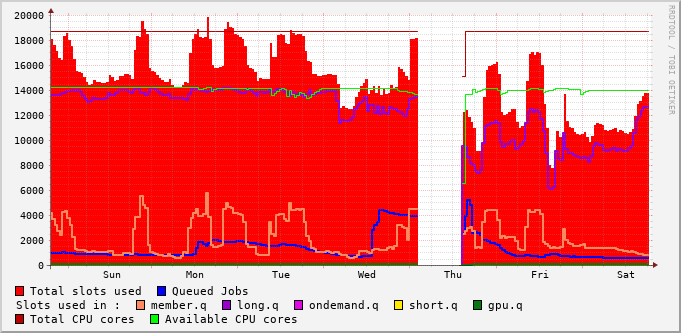 20000
18000
16000
14000
12000
10000
8000
6000
4000
2000
0
Sun Mon Tue Wed Thu Fri Sat
RRDTOOL / TOBI OETIKER
Total slots used Queued Jobs
Slots used in : member.q long.q ondemand.q short.q gpu.q
Total CPU cores Available CPU cores